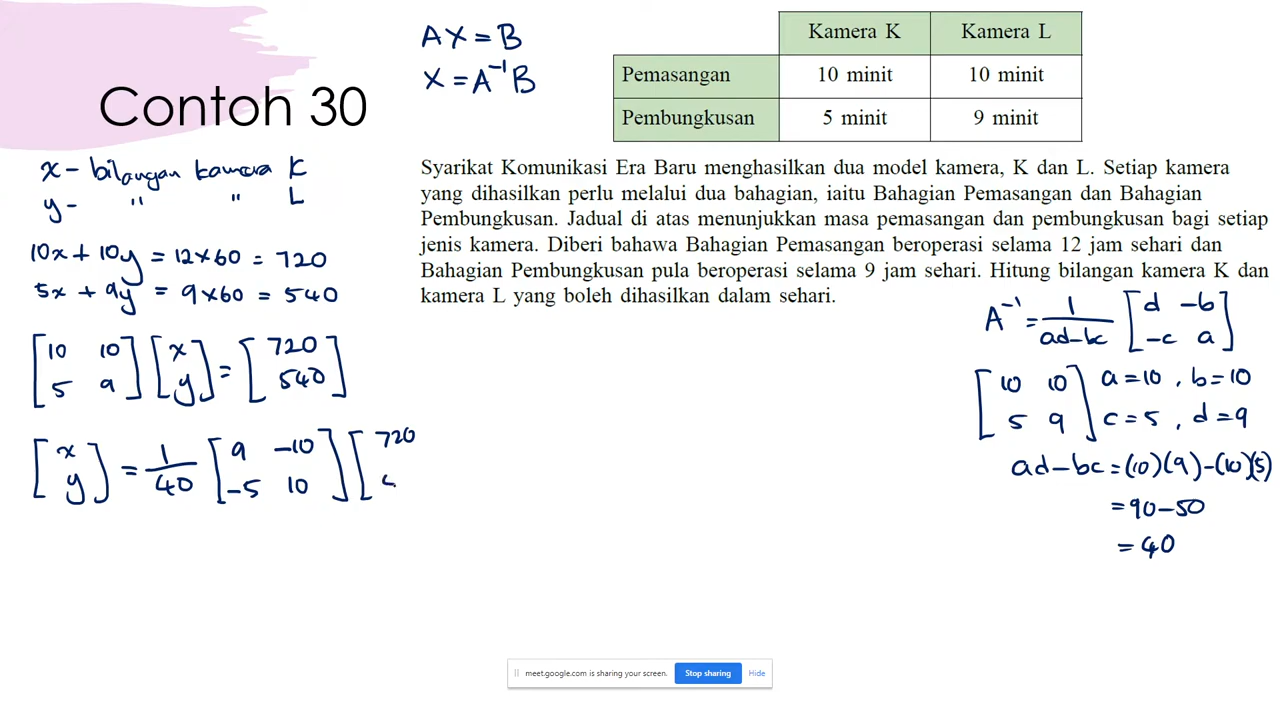 Contoh 30
x - bilangan kamera K
y - " " L
10x + 10y = 12 x 60 = 720
5x + 9y = 9 x 60 = 540
[10 10
5 9] [x
y] = [720
540]
[x
y] = 1/40 [9 -10
-5 10] [720
AX = B
X = A⁻¹B
Kamera K Kamera L
Pemasangan 10 minit 10 minit
Pembungkusan 5 minit 9 minit
Syarikat Komunikasi Era Baru menghasilkan dua model kamera, K dan L. Setiap kamera
yang dihasilkan perlu melalui dua bahagian, iaitu Bahagian Pemasangan dan Bahagian
Pembungkusan. Jadual di atas menunjukkan masa pemasangan dan pembungkusan bagi setiap
jenis kamera. Diberi bahawa Bahagian Pemasangan beroperasi selama 12 jam sehari dan
Bahagian Pembungkusan pula beroperasi selama 9 jam sehari. Hitung bilangan kamera K dan
kamera L yang boleh dihasilkan dalam sehari.
A⁻¹ = 1/(ad-bc) [d -b
-c a]
[10 10
5 9] a = 10, b = 10
c = 5, d = 9
ad - bc = (10)(9) - (10)(5)
= 90 - 50
= 40
meet.google.com is sharing your screen. Stop sharing Hide